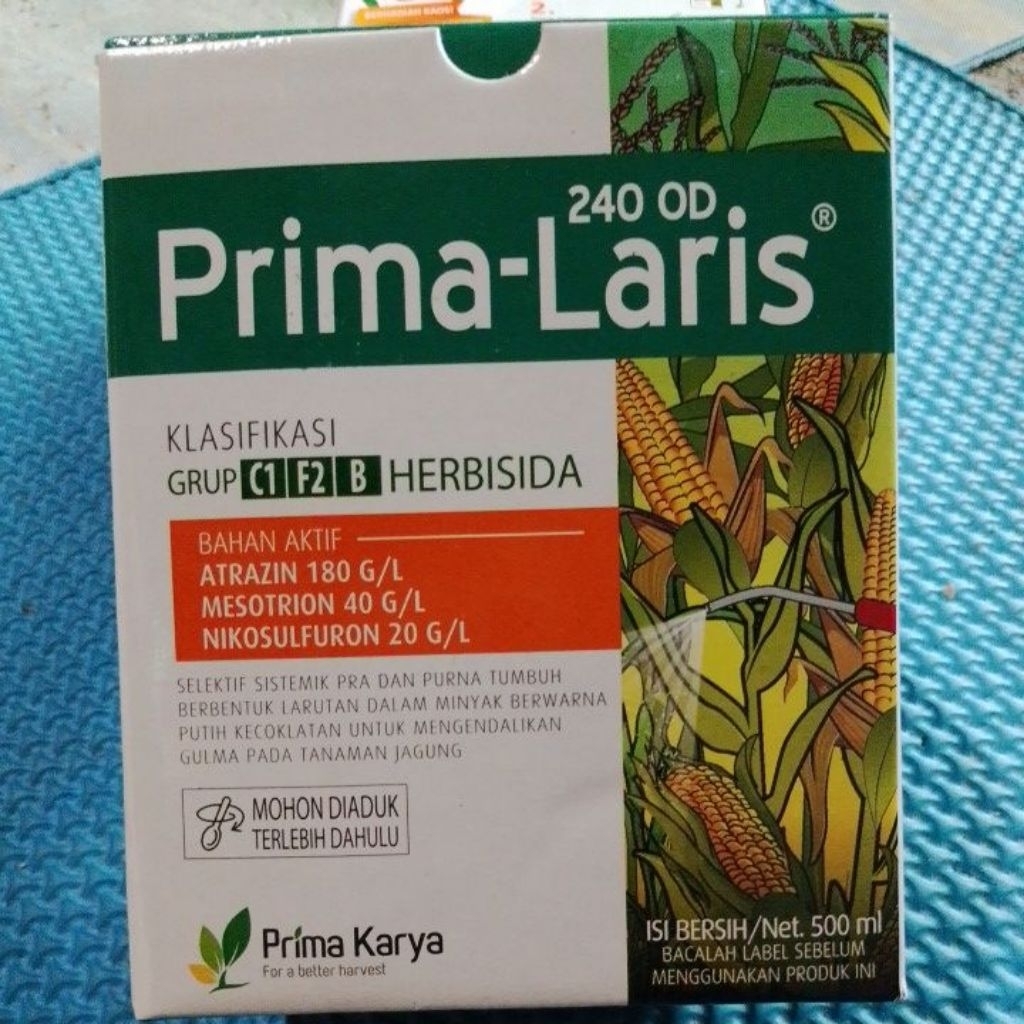 240 OD
Prima-Laris®
KLASIFIKASI
GRUP C1 F2 B HERBISIDA
BAHAN AKTIF
ATRAZIN 180 G/L
MESOTRION 40 G/L
NIKOSULFURON 20 G/L
SELEKTIF SISTEMIK PRA DAN PURNA TUMBUH
BERBENTUK LARUTAN DALAM MINYAK BERWARNA
PUTIH KECOKLATAN UNTUK MENGENDALIKAN
GULMA PADA TANAMAN JAGUNG
MOHON DIADUK
TERLEBIH DAHULU
Prima Karya
For a better harvest
ISI BERSIH/Net. 500 ml
BACALAH LABEL SEBELUM
MENGGUNAKAN PRODUK INI